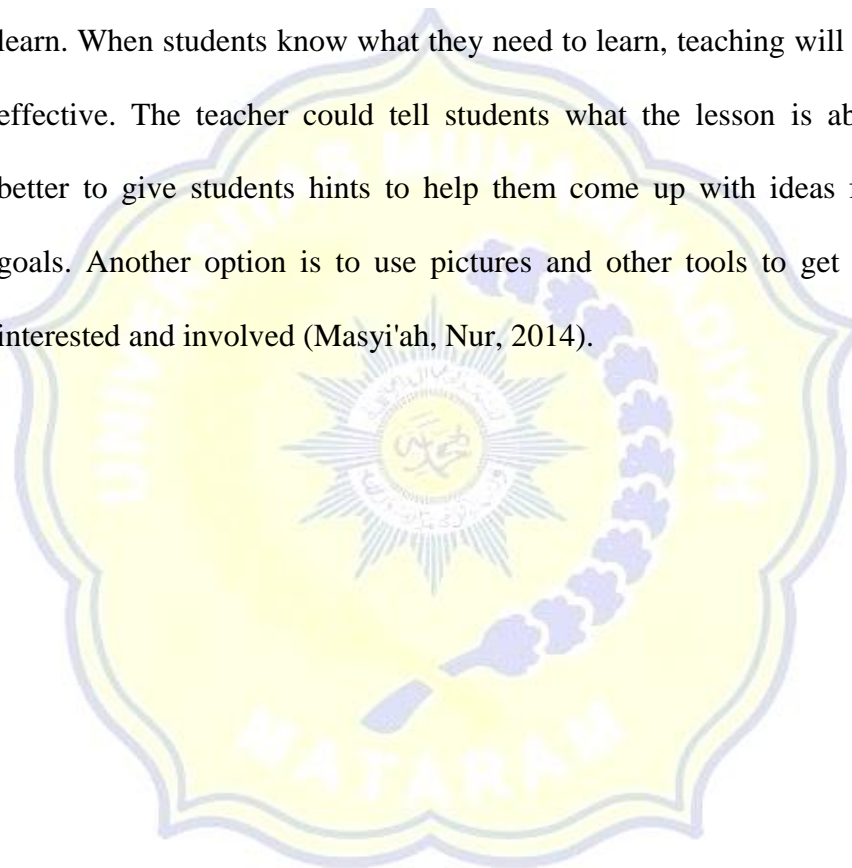 learn. When students know what they need to learn, teaching will
effective. The teacher could tell students what the lesson is ab
better to give students hints to help them come up with ideas f
goals. Another option is to use pictures and other tools to get
interested and involved (Masyi'ah, Nur, 2014).
UNIVERSITAS MUHAMMADIYAH
MATARAM